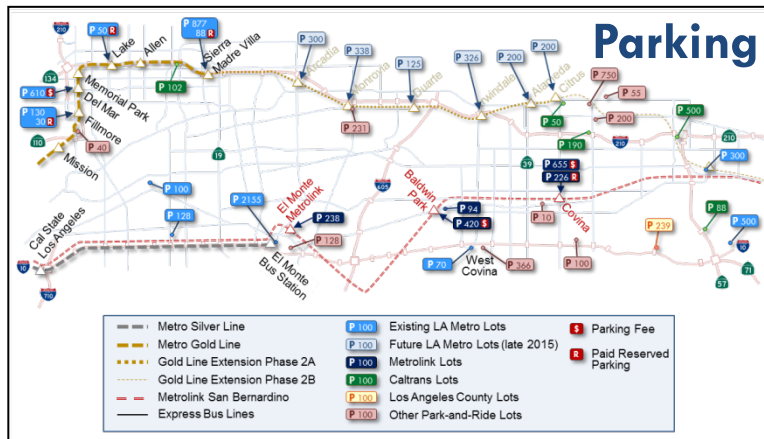 Parking
P 50 R
P 877
88 R
P 300
P 338
P 125
P 326
P 200
P 200
P 750
P 55
210
Lake
Allen
Sierra
Madre Villa
Arcadia
Monrovia
Duarte
Irwindale
Alameda
Citrus
134
Memorial Park
P 610 $
Del Mar
P 130
30 R
Fillmore
P 102
P 231
P 50
P 200
P 500
P 190
210
210
110
P 40
Mission
19
39
P 300
605
P 655 $
P 226 R
P 100
P 2155
El Monte
Metrolink
Baldwin
Park
P 94
P 420 $
Covina
P 10
P 88
Cal State
Los Angeles
P 128
P 238
P 128
El Monte
Bus Station
P 70
West
Covina
P 366
P 100
P 239
P 500
10
710
10
57
71
Metro Silver Line
Metro Gold Line
Gold Line Extension Phase 2A
Gold Line Extension Phase 2B
Metrolink San Bernardino
Express Bus Lines
P 100 Existing LA Metro Lots
P 100 Future LA Metro Lots (late 2015)
P 100 Metrolink Lots
P 100 Caltrans Lots
P 100 Los Angeles County Lots
P 100 Other Park-and-Ride Lots
$ Parking Fee
R Paid Reserved
Parking